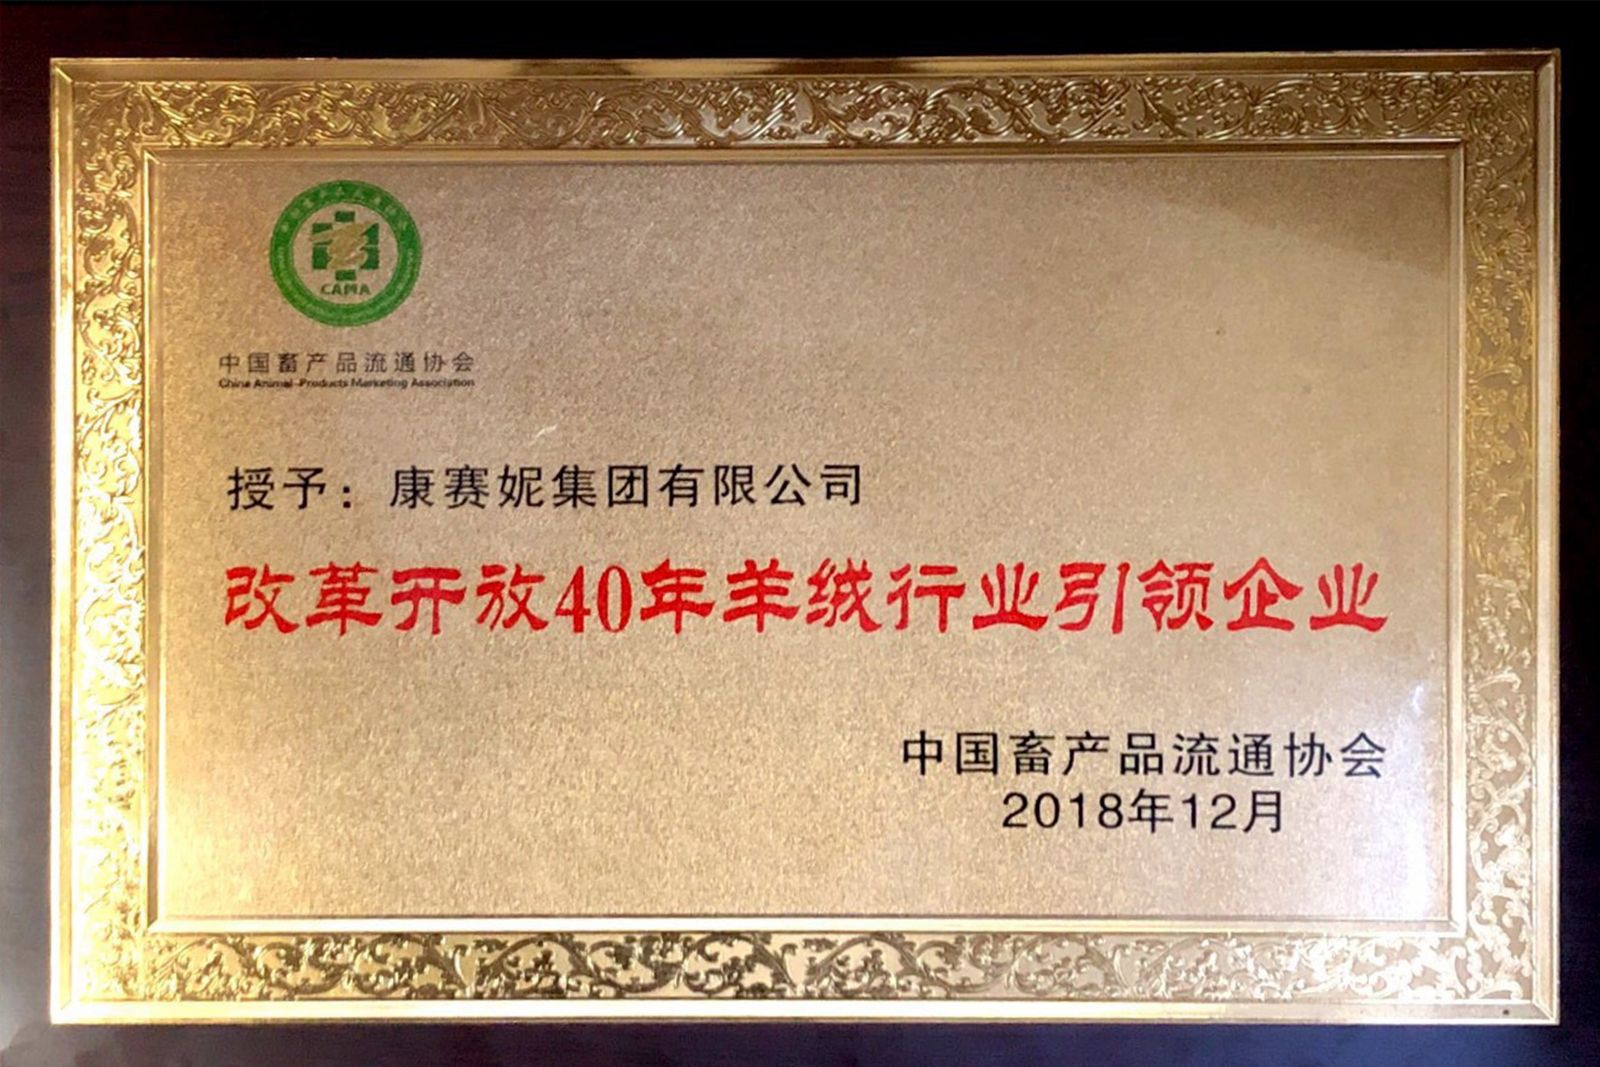 CAMA
中国畜产品流通协会
China Animal-Products Marketing Association
授予：康赛妮集团有限公司
改革开放40年羊绒行业引领企业
中国畜产品流通协会
2018年12月